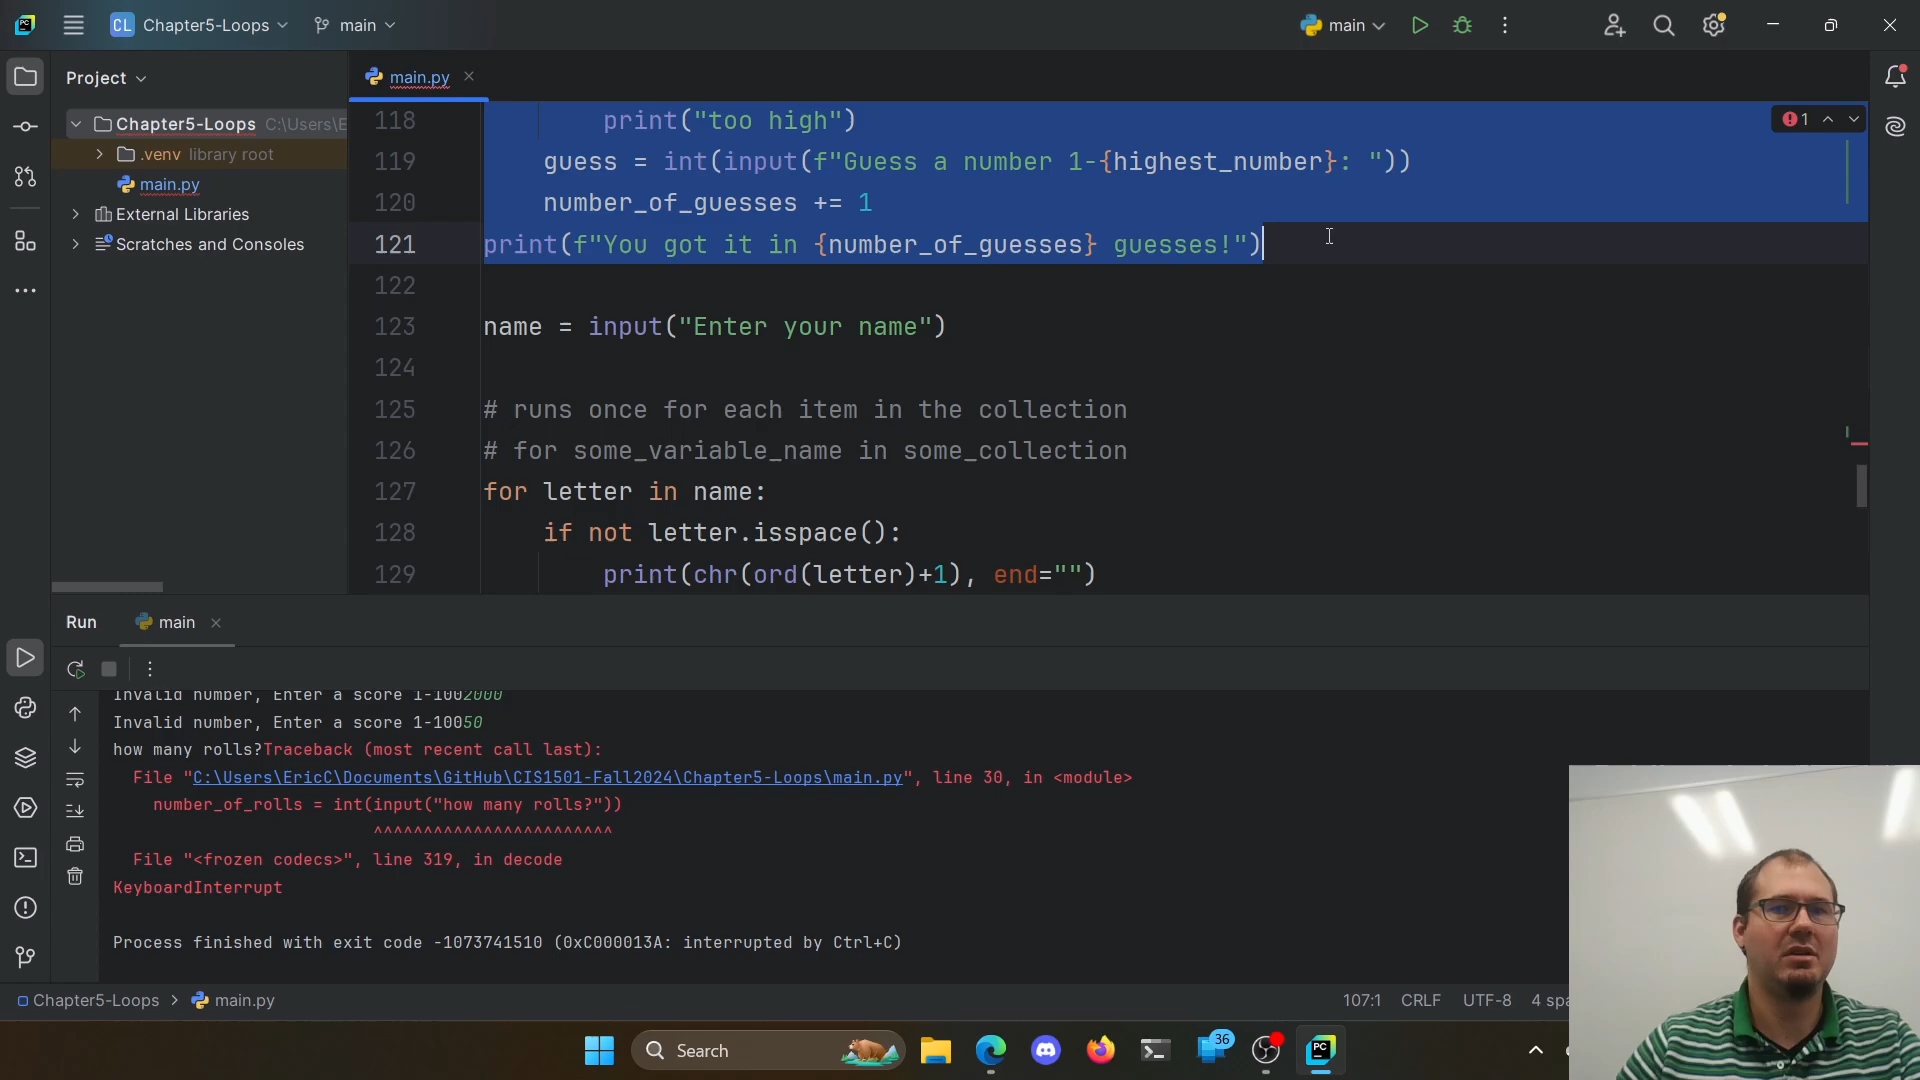 PC
CL Chapter5-Loops
main
main
Project
main.py
Chapter5-Loops C:\Users\E
.venv library root
main.py
External Libraries
Scratches and Consoles
118 print("too high")
1
119 guess = int(input(f"Guess a number 1-{highest_number}: "))
120 number_of_guesses += 1
121 print(f"You got it in {number_of_guesses} guesses!")
122
123 name = input("Enter your name")
124
125 # runs once for each item in the collection
126 # for some_variable_name in some_collection
127 for letter in name:
128 if not letter.isspace():
129 print(chr(ord(letter)+1), end="")
Run main
Invalid number, Enter a score 1-1002000
Invalid number, Enter a score 1-10050
how many rolls?Traceback (most recent call last):
File "C:\Users\EricC\Documents\GitHub\CIS1501-Fall2024\Chapter5-Loops\main.py", line 30, in <module>
number_of_rolls = int(input("how many rolls?"))
^^^^^^^^^^^^^^^^^^^^^^^^
File "<frozen codecs>", line 319, in decode
KeyboardInterrupt
Process finished with exit code -1073741510 (0xC000013A: interrupted by Ctrl+C)
Chapter5-Loops > main.py
107:1 CRLF UTF-8 4 spa
Search
36
PC